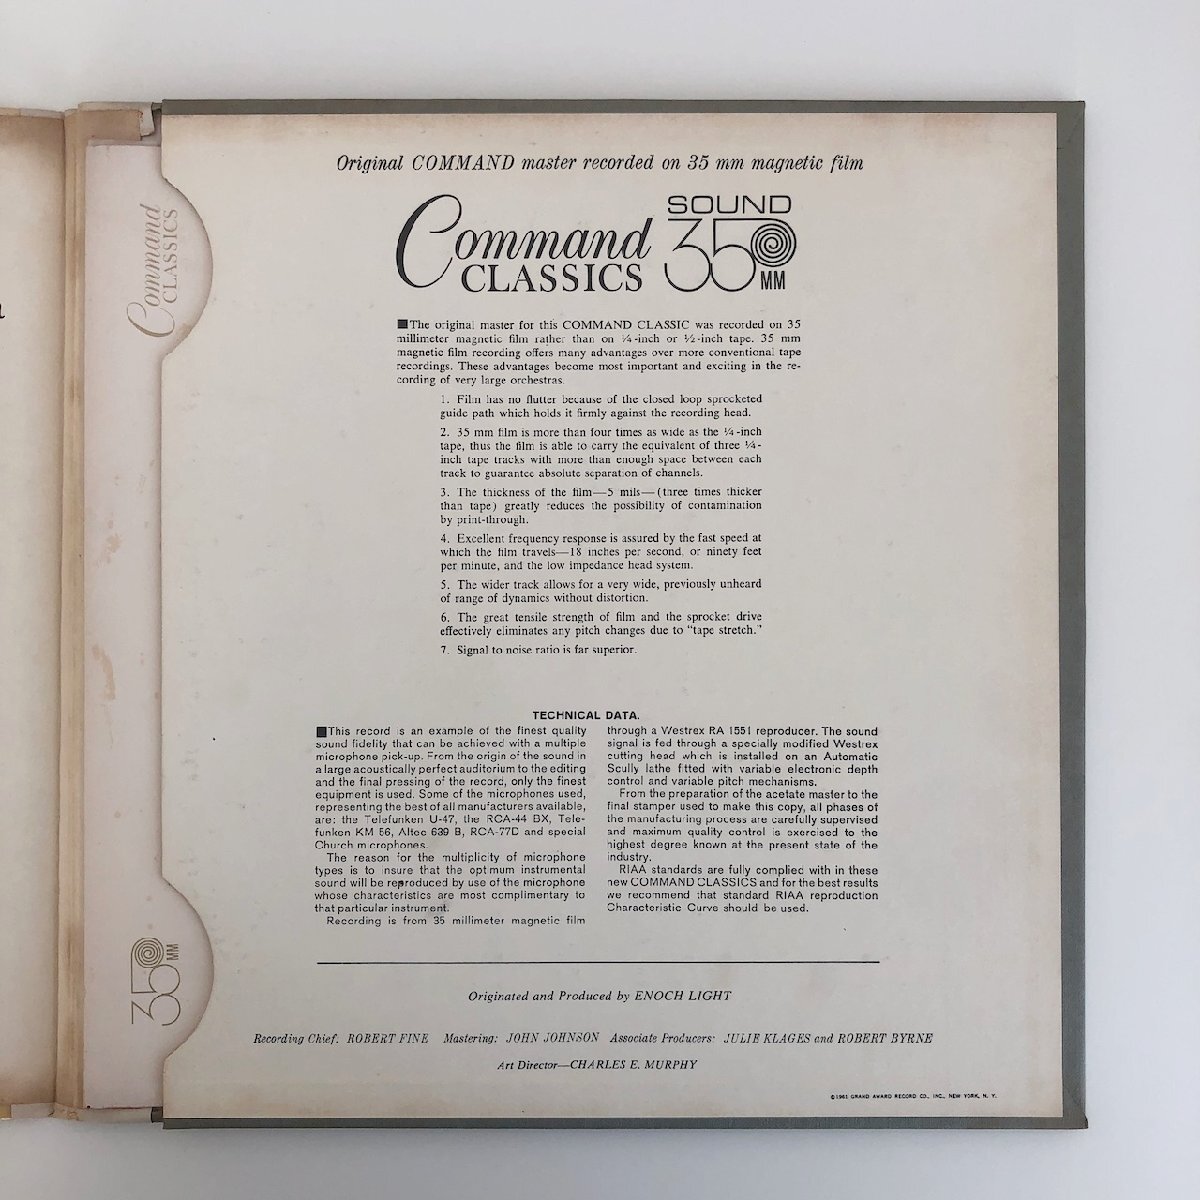 Original COMMAND master recorded on 35 mm magnetic film
Command
CLASSICS
SOUND
35
MM
The original master for this COMMAND CLASSIC was recorded on 35
millimeter magnetic film rather than on ¼-inch or ½-inch tape. 35 mm
magnetic film recording offers many advantages over more conventional tape
recordings. These advantages become most important and exciting in the re-
cording of very large orchestras.
1. Film has no flutter because of the closed loop sprocketed
guide path which holds it firmly against the recording head.
2. 35 mm film is more than four times as wide as the ¼-inch
tape, thus the film is able to carry the equivalent of three ¼-
inch tape tracks with more than enough space between each
track to guarantee absolute separation of channels.
3. The thickness of the film—5 mils—(three times thicker
than tape) greatly reduces the possibility of contamination
by print-through.
4. Excellent frequency response is assured by the fast speed at
which the film travels—18 inches per second, or ninety feet
per minute, and the low impedance head system.
5. The wider track allows for a very wide, previously unheard
of range of dynamics without distortion.
6. The great tensile strength of film and the sprocket drive
effectively eliminates any pitch changes due to "tape stretch."
7. Signal to noise ratio is far superior.
TECHNICAL DATA.
This record is an example of the finest quality
sound fidelity that can be achieved with a multiple
microphone pick-up. From the origin of the sound in
a large acoustically perfect auditorium to the editing
and the final pressing of the record, only the finest
equipment is used. Some of the microphones used,
representing the best of all manufacturers available,
are: the Telefunken U-47, the RCA-44 BX, Tele-
funken KM 56, Altec 639 B, RCA-77D and special
Church microphones.
The reason for the multiplicity of microphone
types is to insure that the optimum instrumental
sound will be reproduced by use of the microphone
whose characteristics are most complimentary to
that particular instrument.
Recording is from 35 millimeter magnetic film
through a Westrex RA 1551 reproducer. The sound
signal is fed through a specially modified Westrex
cutting head which is installed on an Automatic
Scully lathe fitted with variable electronic depth
control and variable pitch mechanisms.
From the preparation of the acetate master to the
final stamper used to make this copy, all phases of
the manufacturing process are carefully supervised
and maximum quality control is exercised to the
highest degree known at the present state of the
industry.
RIAA standards are fully complied with in these
new COMMAND CLASSICS and for the best results
we recommend that standard RIAA reproduction
Characteristic Curve should be used.
Originated and Produced by ENOCH LIGHT
Recording Chief: ROBERT FINE Mastering: JOHN JOHNSON Associate Producers: JULIE KLAGES and ROBERT BYRNE
Art Director—CHARLES E. MURPHY
©1961 GRAND AWARD RECORD CO., INC., NEW YORK, N. Y.
Command
CLASSICS
35
MM